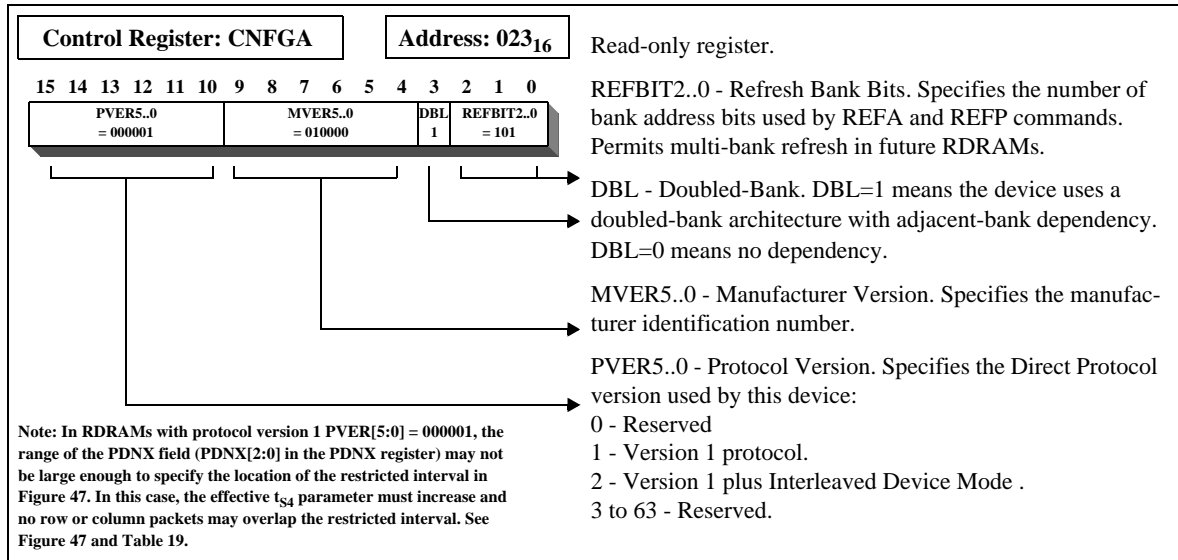 Control Register: CNFGA
Address: 023₁₆
15 14 13 12 11 10 9 8 7 6 5 4 3 2 1 0
PVER5..0
= 000001
MVER5..0
= 010000
DBL
1
REFBIT2..0
= 101
Read-only register.
REFBIT2..0 - Refresh Bank Bits. Specifies the number of
bank address bits used by REFA and REFP commands.
Permits multi-bank refresh in future RDRAMs.
DBL - Doubled-Bank. DBL=1 means the device uses a
doubled-bank architecture with adjacent-bank dependency.
DBL=0 means no dependency.
MVER5..0 - Manufacturer Version. Specifies the manufac-
turer identification number.
PVER5..0 - Protocol Version. Specifies the Direct Protocol
version used by this device:
0 - Reserved
1 - Version 1 protocol.
2 - Version 1 plus Interleaved Device Mode .
3 to 63 - Reserved.
Note: In RDRAMs with protocol version 1 PVER[5:0] = 000001, the
range of the PDNX field (PDNX[2:0] in the PDNX register) may not
be large enough to specify the location of the restricted interval in
Figure 47. In this case, the effective tS4 parameter must increase and
no row or column packets may overlap the restricted interval. See
Figure 47 and Table 19.